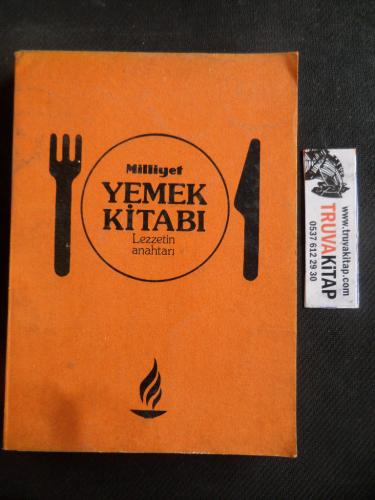 Milliyet
YEMEK
KİTABI
Lezzetin
anahtarı
www.truvakitap.com
TRUVAKİTAP
0537 612 29 30